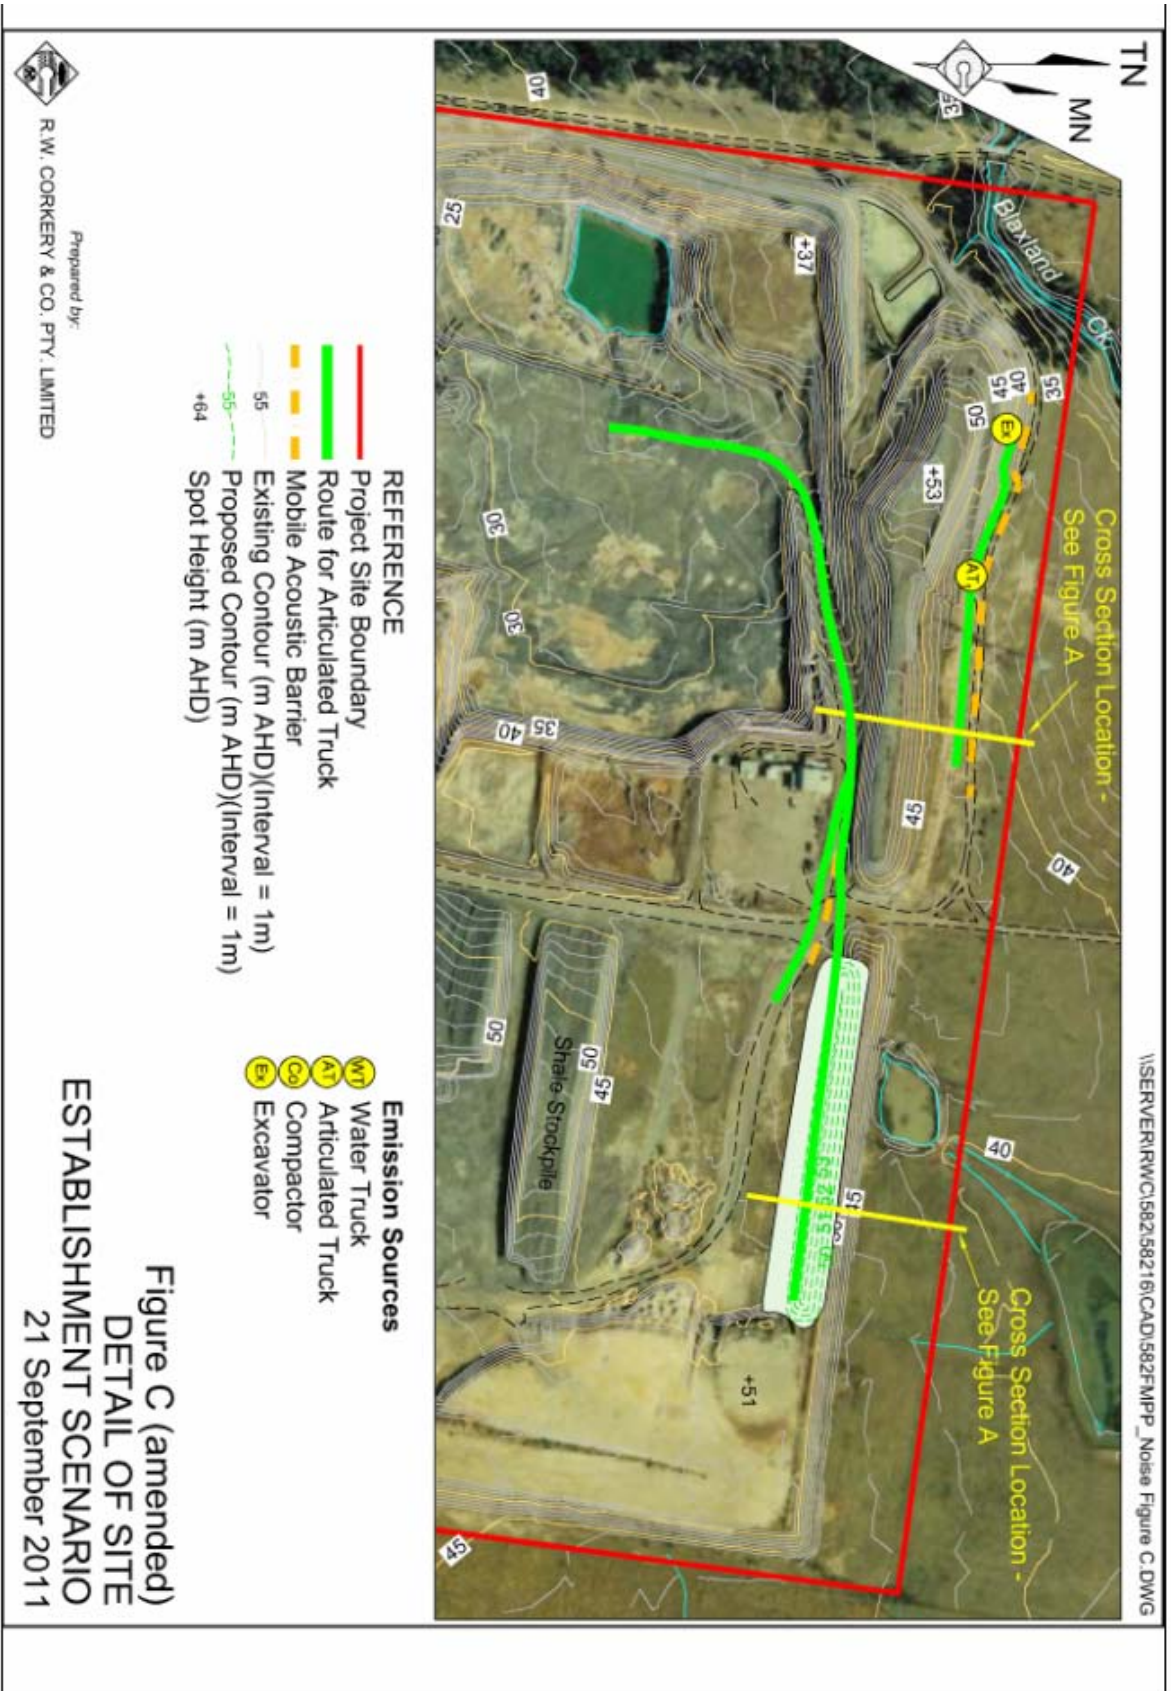 \\SERVER\RWC\582\58216\CAD\582FMPP_Noise Figure C.DWG
TN
MN
Blaxland
Ck
Cross Section Location -
See Figure A
Cross Section Location -
See Figure A
35
40
25
+37
35
40
45
50
+53
Ex
AT
30
30
35
40
45
40
50
45
50
Shale Stockpile
40
45
+51
45
REFERENCE
Project Site Boundary
Route for Articulated Truck
Mobile Acoustic Barrier
55 Existing Contour (m AHD)(Interval = 1m)
55 Proposed Contour (m AHD)(Interval = 1m)
+64 Spot Height (m AHD)
Emission Sources
WT Water Truck
AT Articulated Truck
Co Compactor
Ex Excavator
Prepared by:
R.W. CORKERY & CO. PTY. LIMITED
Figure C (amended)
DETAIL OF SITE
ESTABLISHMENT SCENARIO
21 September 2011